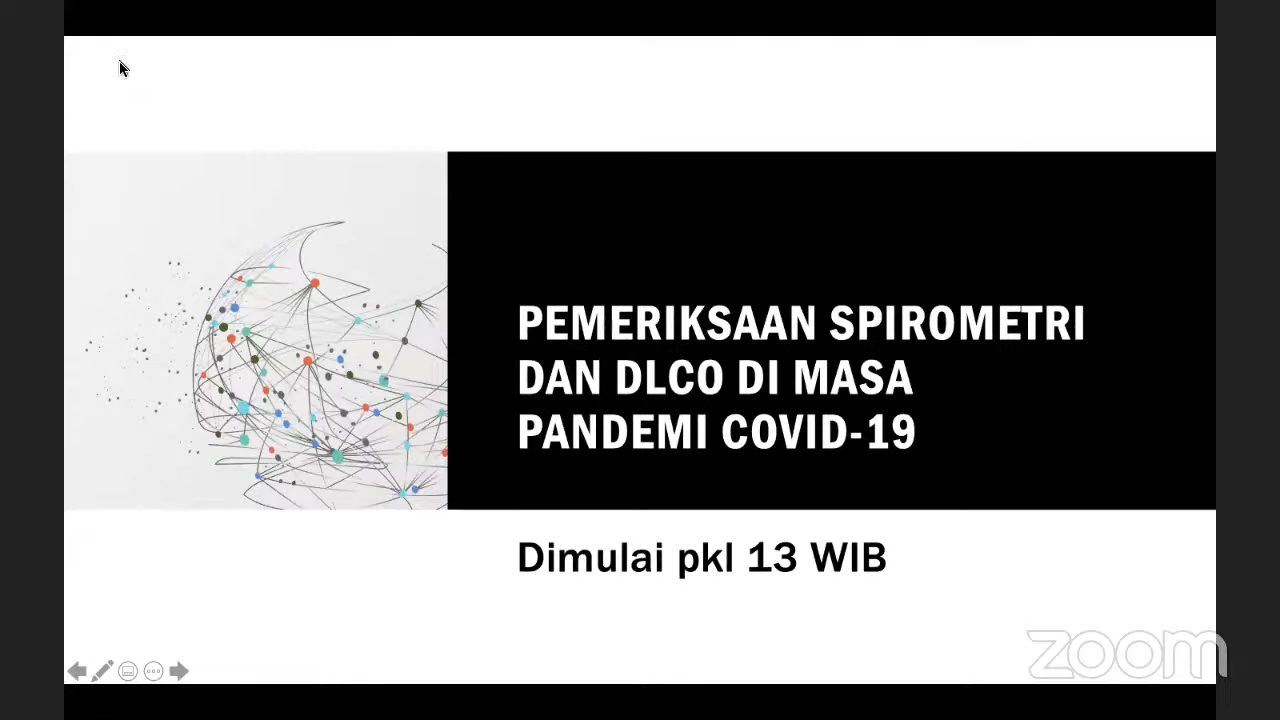 PEMERIKSAAN SPIROMETRI
DAN DLCO DI MASA
PANDEMI COVID-19
Dimulai pkl 13 WIB
zoom